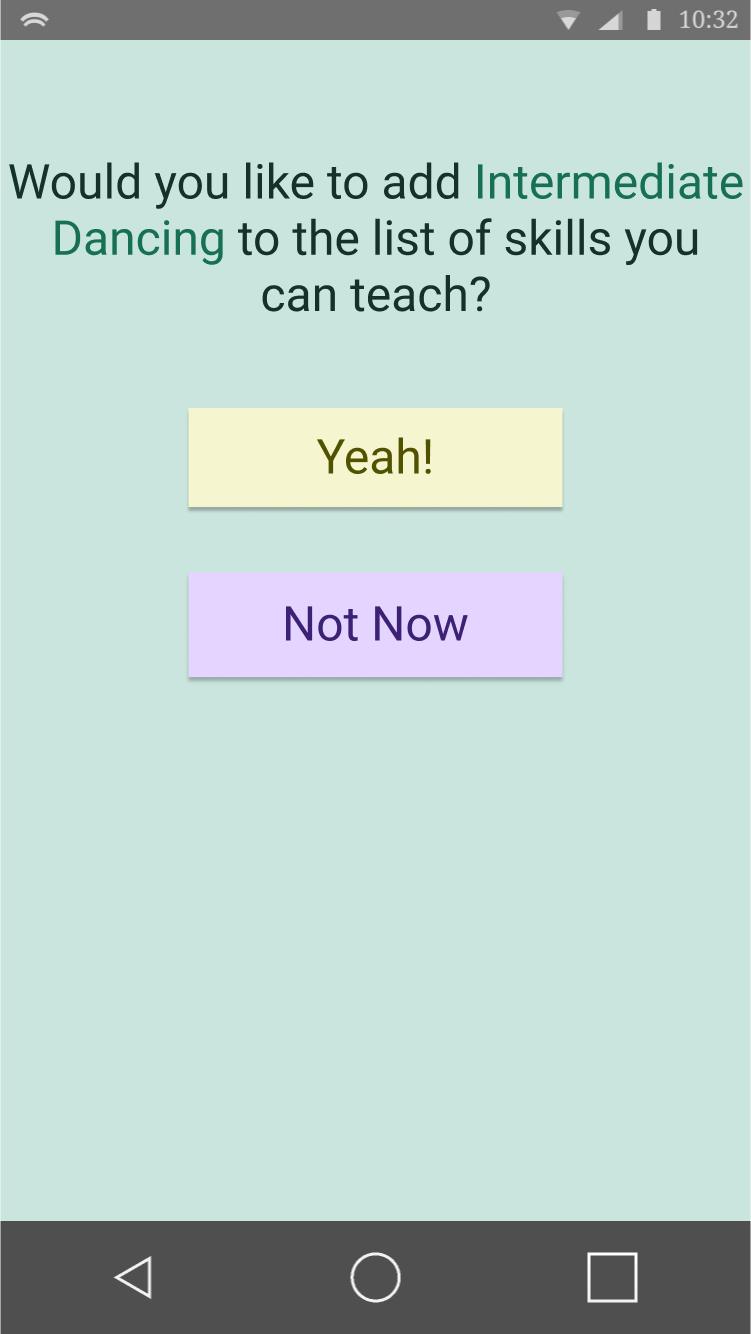 10:32
Would you like to add Intermediate
Dancing to the list of skills you
can teach?
Yeah!
Not Now